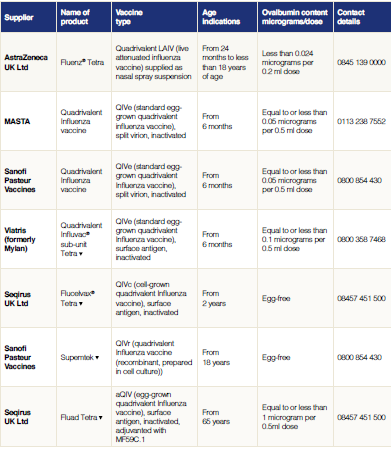 Supplier
Name of
product
Vaccine
type
Age
indications
Ovalbumin content
micrograms/dose
Contact
details
AstraZeneca
UK Ltd
Fluenz® Tetra
Quadrivalent LAIV (live
attenuated influenza
vaccine) supplied as
nasal spray suspension
From 24
months to less
than 18 years
of age
Less than 0.024
micrograms per
0.2 ml dose
0845 139 0000
MASTA
Quadrivalent
Influenza
vaccine
QIVe (standard egg-
grown quadrivalent
influenza vaccine),
split virion, inactivated
From
6 months
Equal to or less than
0.05 micrograms
per 0.5 ml dose
0113 238 7552
Sanofi
Pasteur
Vaccines
Quadrivalent
Influenza
vaccine
QIVe (standard egg-
grown quadrivalent
Influenza vaccine),
split virion, inactivated
From
6 months
Equal to or less than
0.05 micrograms
per 0.5 ml dose
0800 854 430
Viatris
(formerly
Mylan)
Quadrivalent
Influvac®
sub-unit
Tetra ▼
QIVe (standard egg-
grown quadrivalent
Influenza vaccine),
surface antigen,
inactivated
From
6 months
Equal to or less than
0.1 micrograms per
0.5 ml dose
0800 358 7468
Seqirus
UK Ltd
Flucelvax®
Tetra ▼
QIVc (cell-grown
quadrivalent Influenza
vaccine), surface
antigen, inactivated
From
2 years
Egg-free
08457 451 500
Sanofi
Pasteur
Vaccines
Supemtek ▼
QIVr (quadrivalent
Influenza vaccine
(recombinant, prepared
in cell culture))
From
18 years
Egg-free
0800 854 430
Seqirus
UK Ltd
Fluad Tetra ▼
aQIV (egg-grown
quadrivalent Influenza
vaccine), surface
antigen, inactivated,
adjuvanted with
MF59C.1
From
65 years
Equal to or less than
1 microgram per
0.5ml dose
08457 451 500